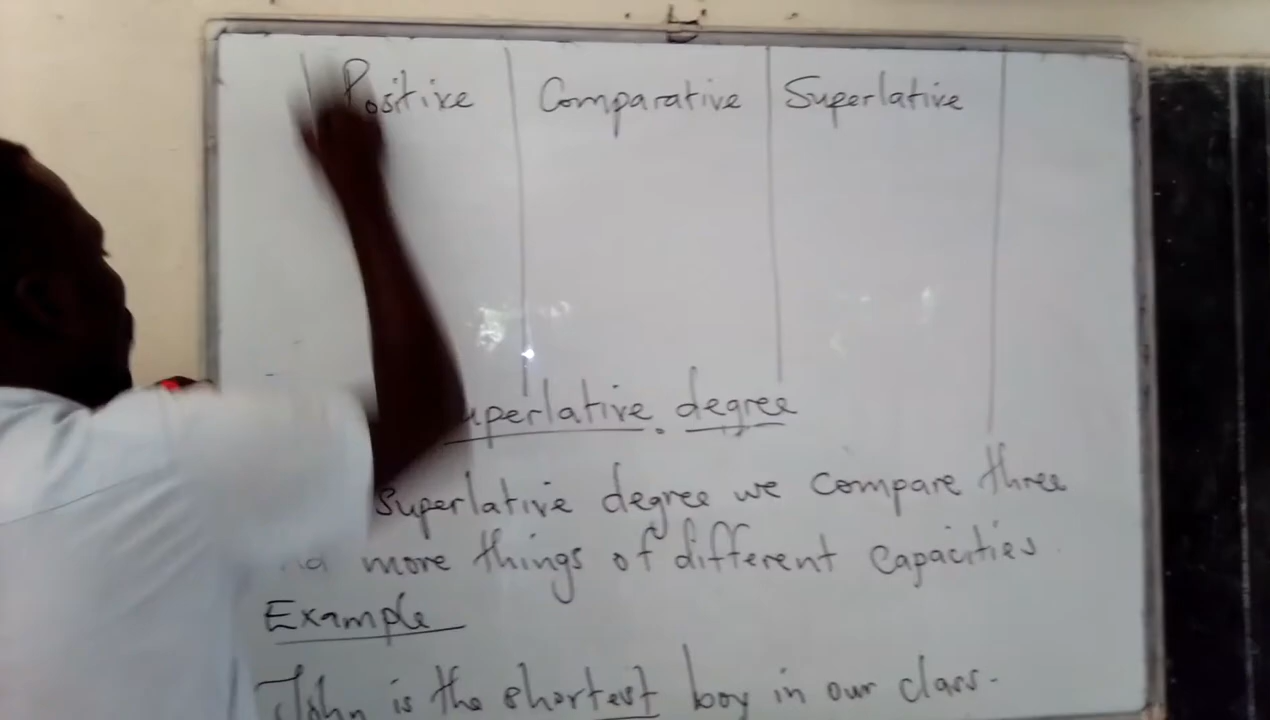 Positive Comparative Superlative
degree
superlative degree we compare three
more things of different capacities
Example
John is the shortest boy in our class.